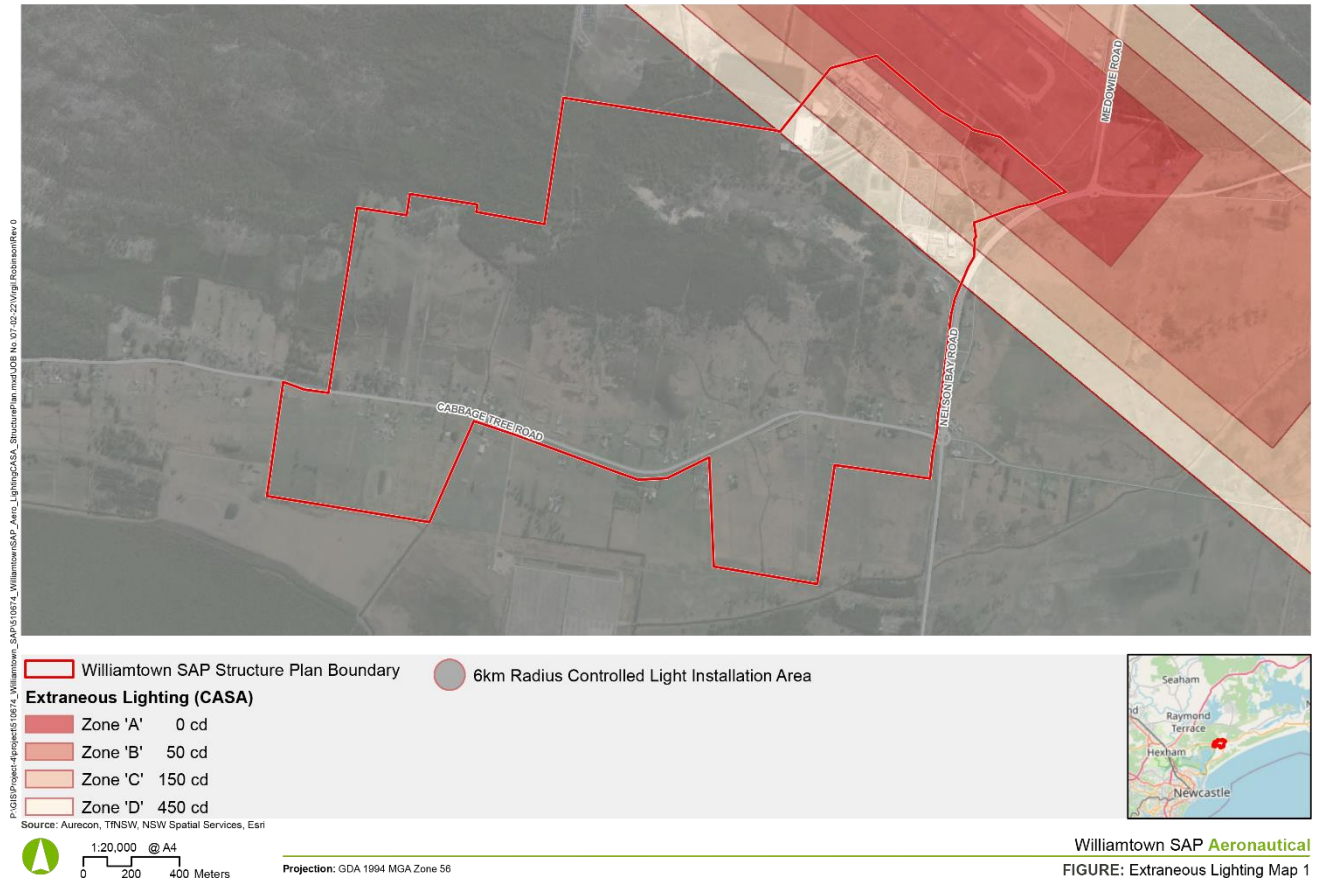 MEDOWIE ROAD
NELSON BAY ROAD
CABBAGE TREE ROAD
P:\GIS\Project-4\project\510674_Williamtown_SAP\510674_WilliamtownSAP_Aero_LightingCASA_StructurePlan.mxd\JOB No.\07-02-22\Virgil.Robinson\Rev 0
Williamtown SAP Structure Plan Boundary
6km Radius Controlled Light Installation Area
Extraneous Lighting (CASA)
Zone 'A' 0 cd
Zone 'B' 50 cd
Zone 'C' 150 cd
Zone 'D' 450 cd
Seaham
Raymond
Terrace
Hexham
Newcastle
Source: Aurecon, TfNSW, NSW Spatial Services, Esri
1:20,000 @ A4
0 200 400 Meters
Projection: GDA 1994 MGA Zone 56
Williamtown SAP Aeronautical
FIGURE: Extraneous Lighting Map 1